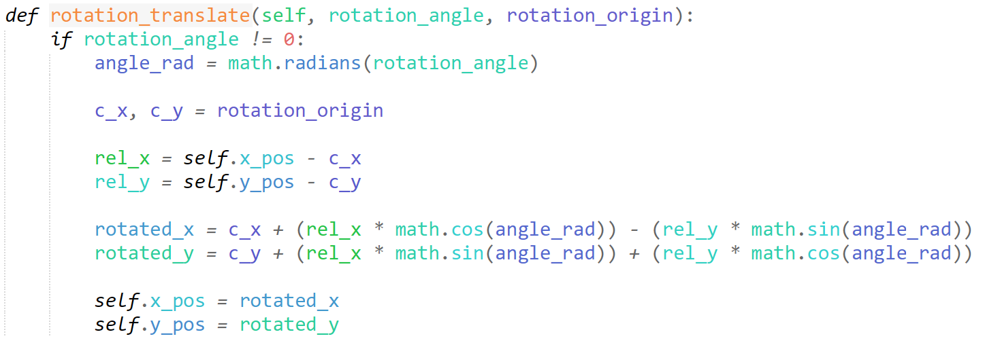 def rotation_translate(self, rotation_angle, rotation_origin):
    if rotation_angle != 0:
        angle_rad = math.radians(rotation_angle)

        c_x, c_y = rotation_origin

        rel_x = self.x_pos - c_x
        rel_y = self.y_pos - c_y

        rotated_x = c_x + (rel_x * math.cos(angle_rad)) - (rel_y * math.sin(angle_rad))
        rotated_y = c_y + (rel_x * math.sin(angle_rad)) + (rel_y * math.cos(angle_rad))

        self.x_pos = rotated_x
        self.y_pos = rotated_y